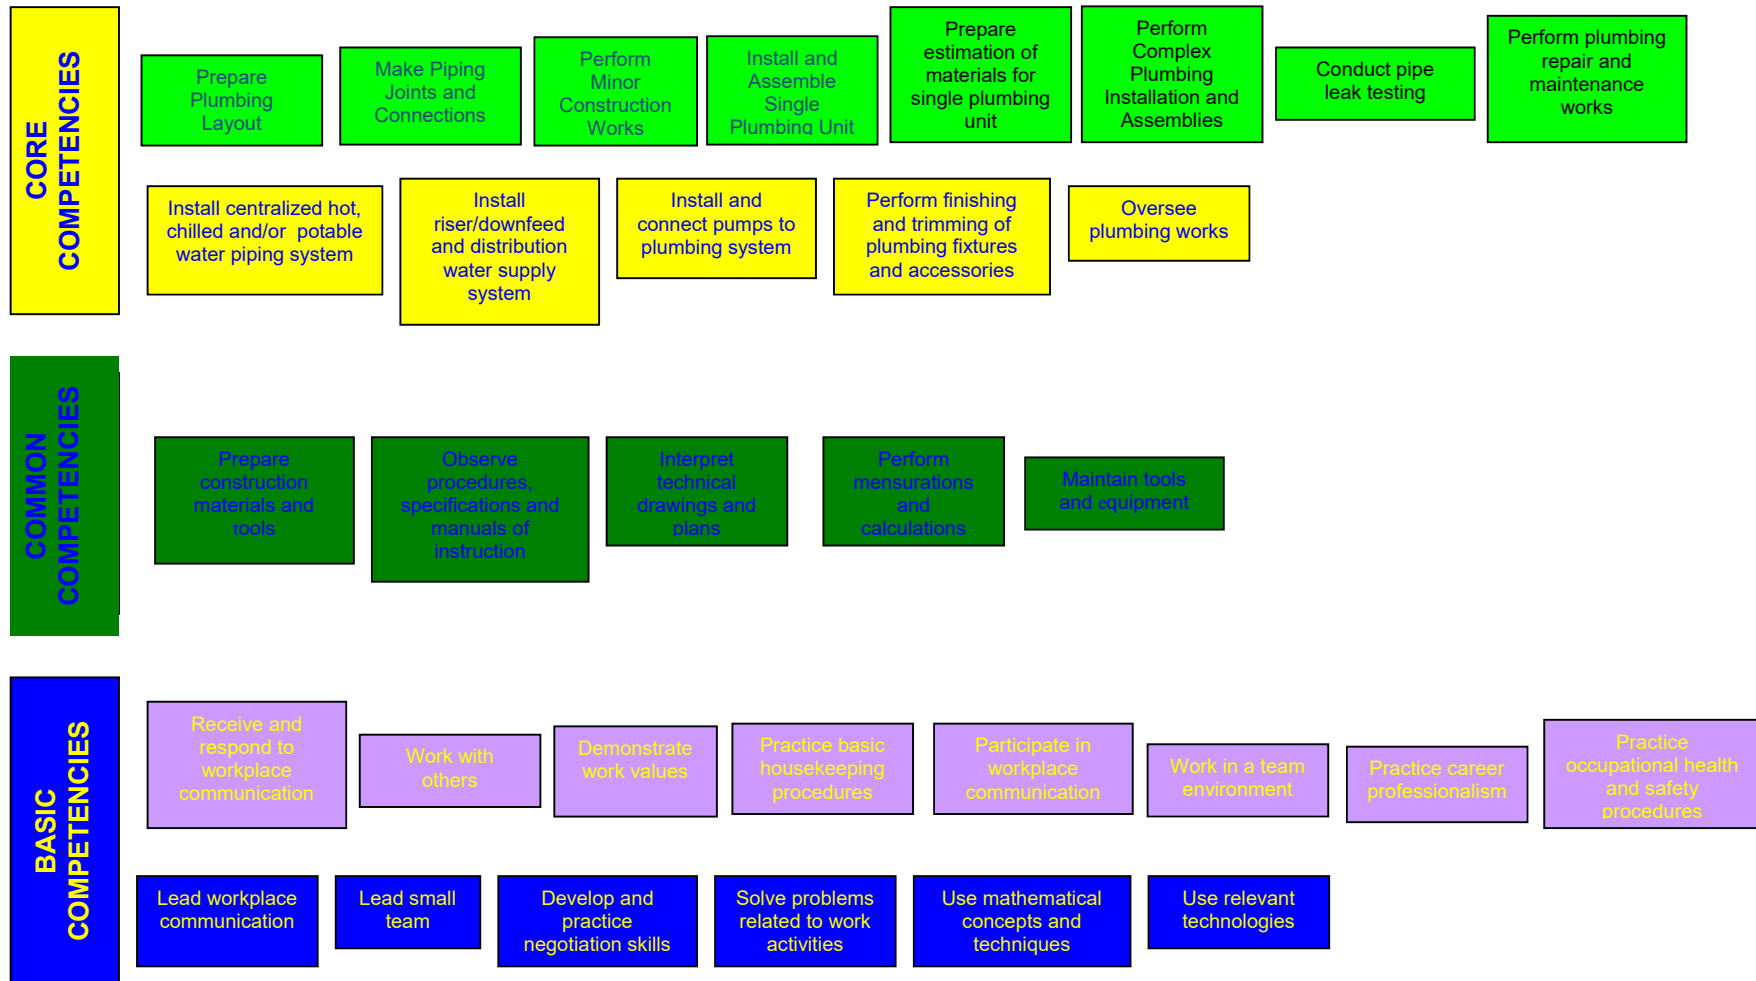 CORE
COMPETENCIES
Prepare
Plumbing
Layout
Make Piping
Joints and
Connections
Perform
Minor
Construction
Works
Install and
Assemble
Single
Plumbing Unit
Prepare
estimation of
materials for
single plumbing
unit
Perform
Complex
Plumbing
Installation and
Assemblies
Conduct pipe
leak testing
Perform plumbing
repair and
maintenance
works
Install centralized hot,
chilled and/or potable
water piping system
Install
riser/downfeed
and distribution
water supply
system
Install and
connect pumps to
plumbing system
Perform finishing
and trimming of
plumbing fixtures
and accessories
Oversee
plumbing works
COMMON
COMPETENCIES
Prepare
construction
materials and
tools
Observe
procedures,
specifications and
manuals of
instruction
Interpret
technical
drawings and
plans
Perform
mensurations
and
calculations
Maintain tools
and equipment
BASIC
COMPETENCIES
Receive and
respond to
workplace
communication
Work with
others
Demonstrate
work values
Practice basic
housekeeping
procedures
Participate in
workplace
communication
Work in a team
environment
Practice career
professionalism
Practice
occupational health
and safety
procedures
Lead workplace
communication
Lead small
team
Develop and
practice
negotiation skills
Solve problems
related to work
activities
Use mathematical
concepts and
techniques
Use relevant
technologies